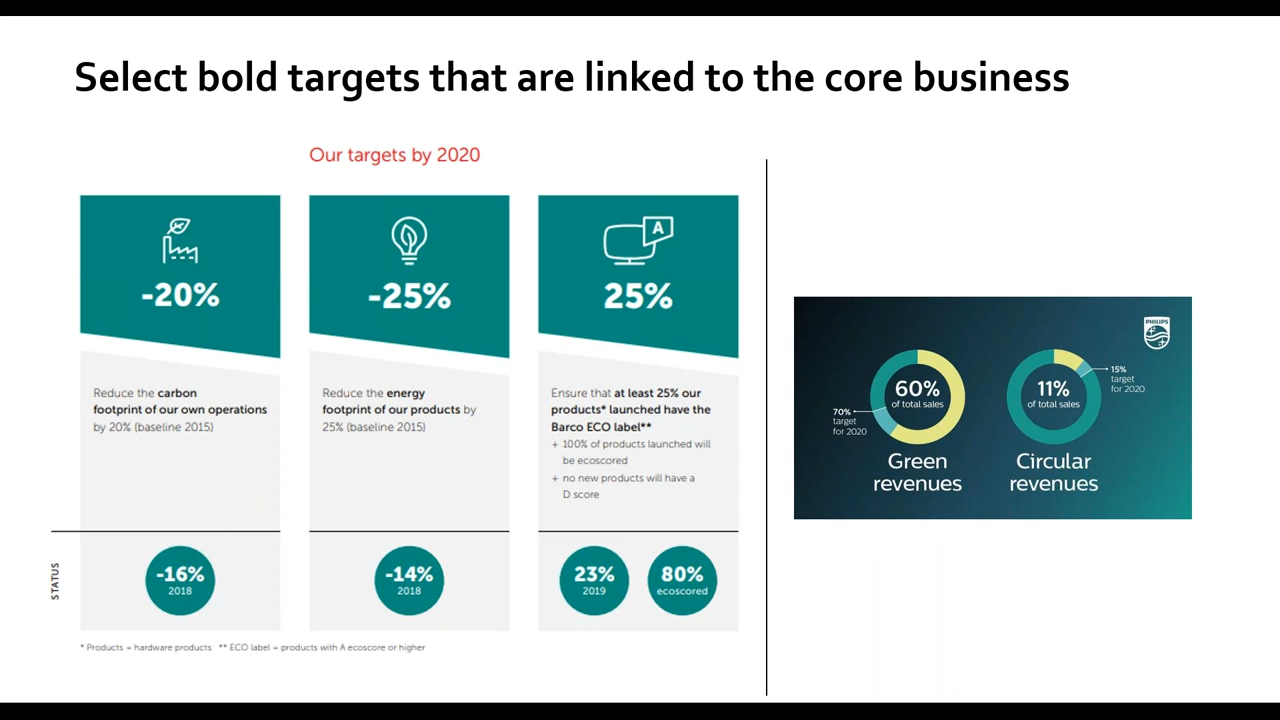 Select bold targets that are linked to the core business
Our targets by 2020
-20%
Reduce the carbon
footprint of our own operations
by 20% (baseline 2015)
-16%
2018
-25%
Reduce the energy
footprint of our products by
25% (baseline 2015)
-14%
2018
A
25%
Ensure that at least 25% our
products* launched have the
Barco ECO label**
+ 100% of products launched will
be ecoscored
+ no new products will have a
D score
23%
2019
80%
ecoscored
STATUS
* Products = hardware products ** ECO label = products with A ecoscore or higher
PHILIPS
60%
of total sales
70%
target
for 2020
Green
revenues
11%
of total sales
15%
target
for 2020
Circular
revenues